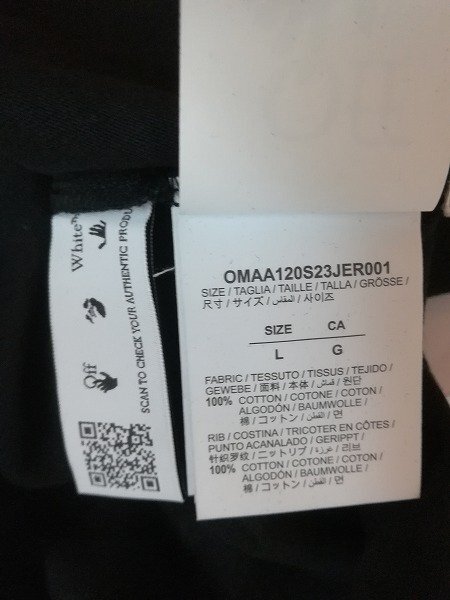 OMAA120S23JER001
SIZE / TAGLIA / TAILLE / TALLA / GRÖSSE /
尺寸 / サイズ / المقاس / 사이즈
SIZE CA
L G
FABRIC / TESSUTO / TISSUS / TEJIDO /
GEWEBE / 面料 / 本体 / قماش / 원단
100% COTTON / COTONE / COTON /
ALGODÓN / BAUMWOLLE /
棉 / コットン / القطن / 면
RIB / COSTINA / TRICOTER EN CÔTES /
PUNTO ACANALADO / GERIPPT /
针织罗纹 / ニットリブ / غرزة / 리브
100% COTTON / COTONE / COTON /
ALGODÓN / BAUMWOLLE /
棉 / コットン / القطن / 면
Off White™
SCAN TO CHECK YOUR AUTHENTIC PRODU